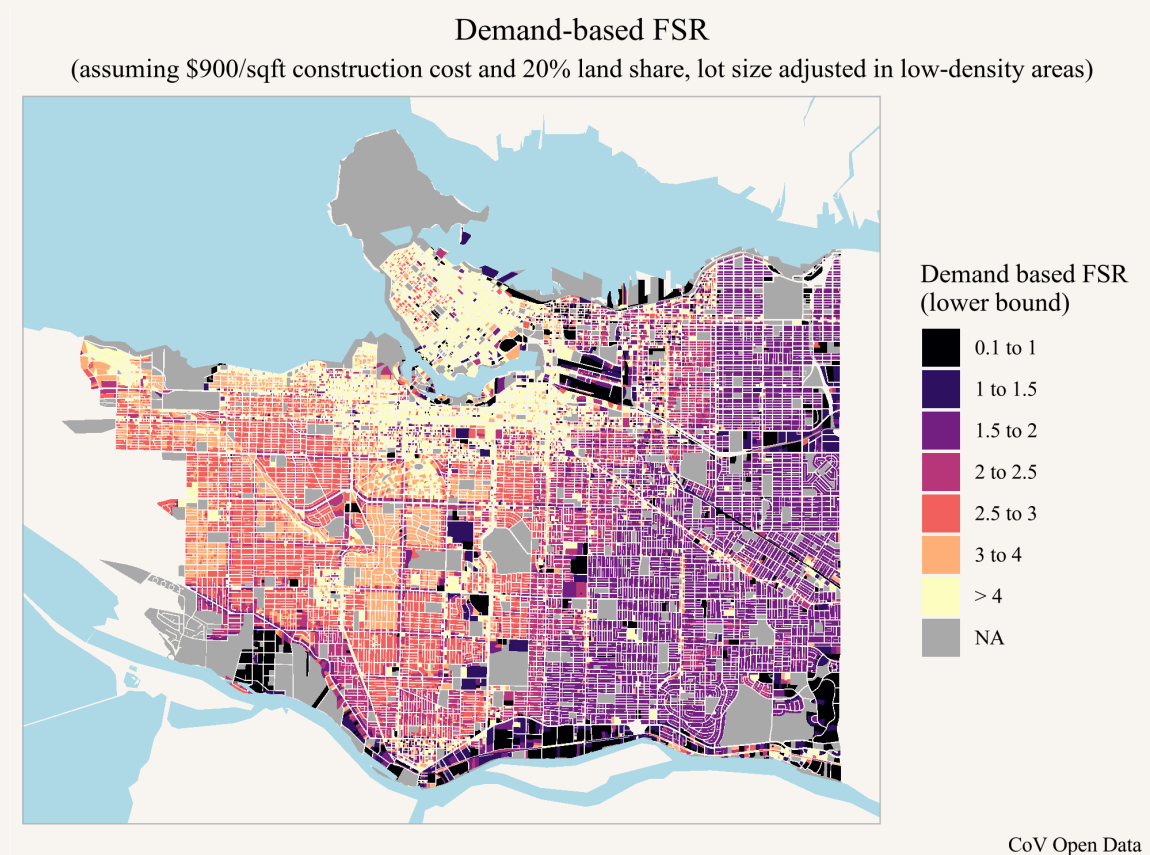 Demand-based FSR
(assuming $900/sqft construction cost and 20% land share, lot size adjusted in low-density areas)
Demand based FSR
(lower bound)
0.1 to 1
1 to 1.5
1.5 to 2
2 to 2.5
2.5 to 3
3 to 4
> 4
NA
CoV Open Data